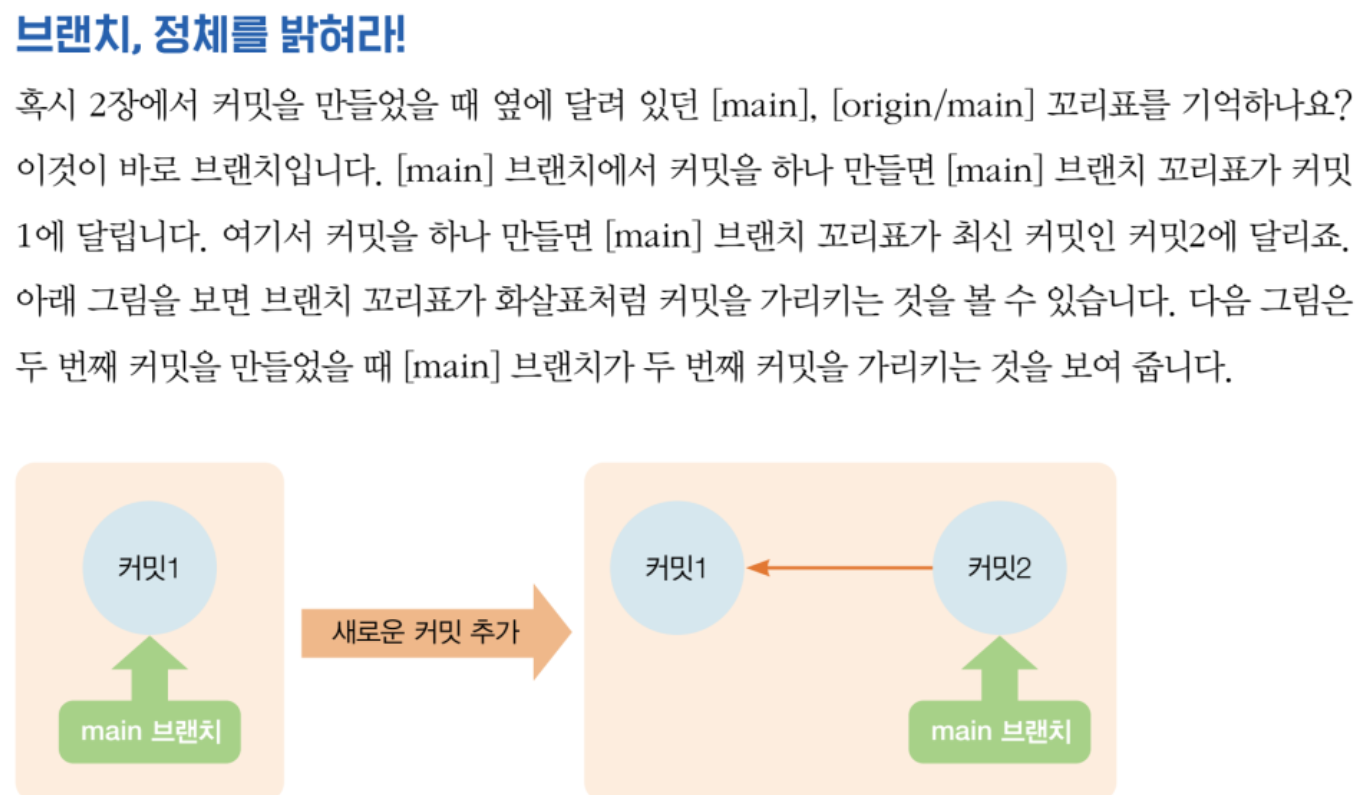 브랜치, 정체를 밝혀라!
혹시 2장에서 커밋을 만들었을 때 옆에 달려 있던 [main], [origin/main] 꼬리표를 기억하나요?
이것이 바로 브랜치입니다. [main] 브랜치에서 커밋을 하나 만들면 [main] 브랜치 꼬리표가 커밋
1에 달립니다. 여기서 커밋을 하나 만들면 [main] 브랜치 꼬리표가 최신 커밋인 커밋2에 달리죠.
아래 그림을 보면 브랜치 꼬리표가 화살표처럼 커밋을 가리키는 것을 볼 수 있습니다. 다음 그림은
두 번째 커밋을 만들었을 때 [main] 브랜치가 두 번째 커밋을 가리키는 것을 보여 줍니다.
커밋1
새로운 커밋 추가
커밋1
커밋2
main 브랜치
main 브랜치